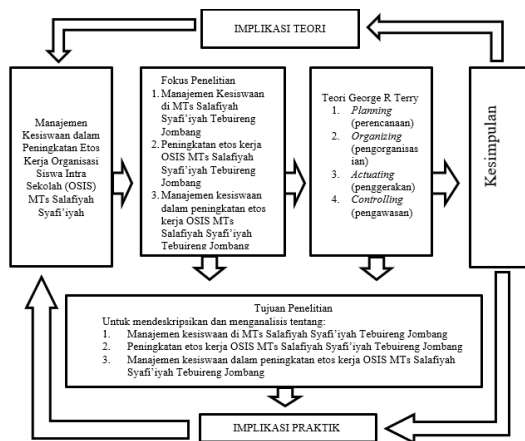 IMPLIKASI TEORI
Manajemen
Kesiswaan dalam
Peningkatan Etos
Kerja Organisasi
Siswa Intra
Sekolah (OSIS)
MTs Salafiyah
Syafi'iyah
Fokus Penelitian
1. Manajemen Kesiswaan
di MTs Salafiyah
Syafi'iyah Tebuireng
Jombang
2. Peningkatan etos kerja
OSIS MTs Salafiyah
Syafi'iyah Tebuireng
Jombang
3. Manajemen kesiswaan
dalam peningkatan etos
kerja OSIS MTs
Salafiyah Syafi'iyah
Tebuireng Jombang
Teori George R Terry
1. Planning
(perencanaan)
2. Organizing
(pengorganisas
ian)
3. Actuating
(penggerakan)
4. Controlling
(pengawasan)
Kesimpulan
Tujuan Penelitian
Untuk mendeskripsikan dan menganalisis tentang:
1. Manajemen kesiswaan di MTs Salafiyah Syafi'iyah Tebuireng Jombang
2. Peningkatan etos kerja OSIS MTs Salafiyah Syafi'iyah Tebuireng Jombang
3. Manajemen kesiswaan dalam peningkatan etos kerja OSIS MTs Salafiyah
Syafi'iyah Tebuireng Jombang
IMPLIKASI PRAKTIK